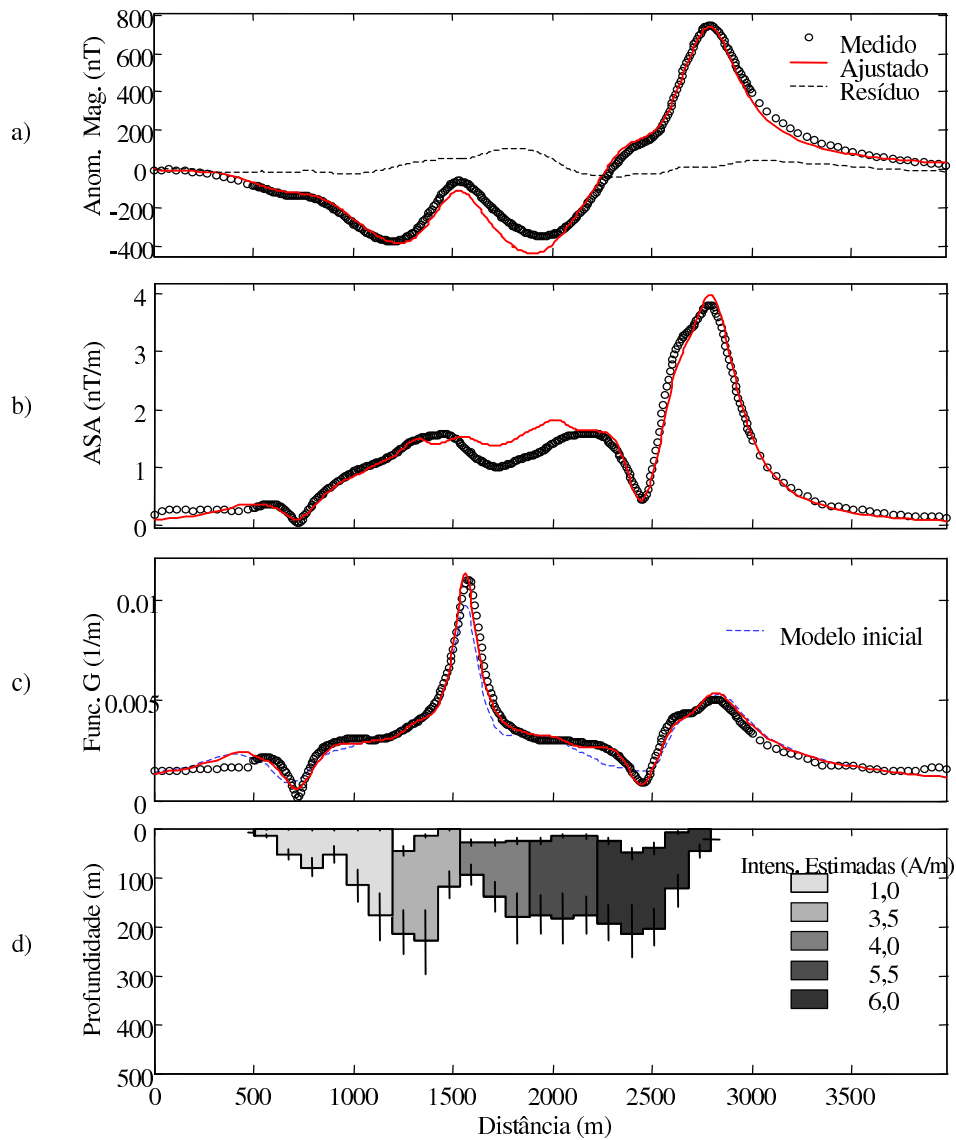 a)
Anom. Mag. (nT)
800
600
400
200
0
-200
-400
Medido
Ajustado
Resíduo
b)
ASA (nT/m)
4
3
2
1
0
c)
Func. G (1/m)
0.01
0.005
0
Modelo inicial
d)
Profundidade (m)
0
100
200
300
400
500
Intens. Estimadas (A/m)
1,0
3,5
4,0
5,5
6,0
0 500 1000 1500 2000 2500 3000 3500
Distância (m)